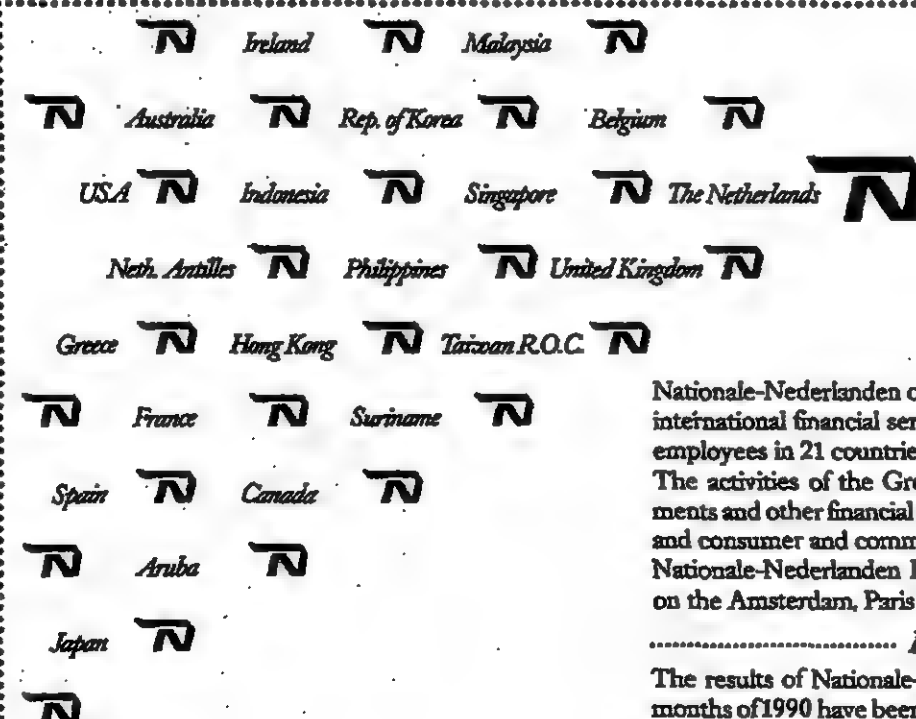 Ireland Malaysia
Australia Rep. of Korea Belgium
USA Indonesia Singapore The Netherlands
Neth. Antilles Philippines United Kingdom
Greece Hong Kong Taiwan R.O.C.
France Suriname
Spain Canada
Aruba
Japan
Nationale-Nederlanden
international financial
employees in 21
The activities of the
ments and other financial
and consumer and
Nationale-Nederlanden
on the Amsterdam, Paris
The results of Nationale-
months of 1990 have been